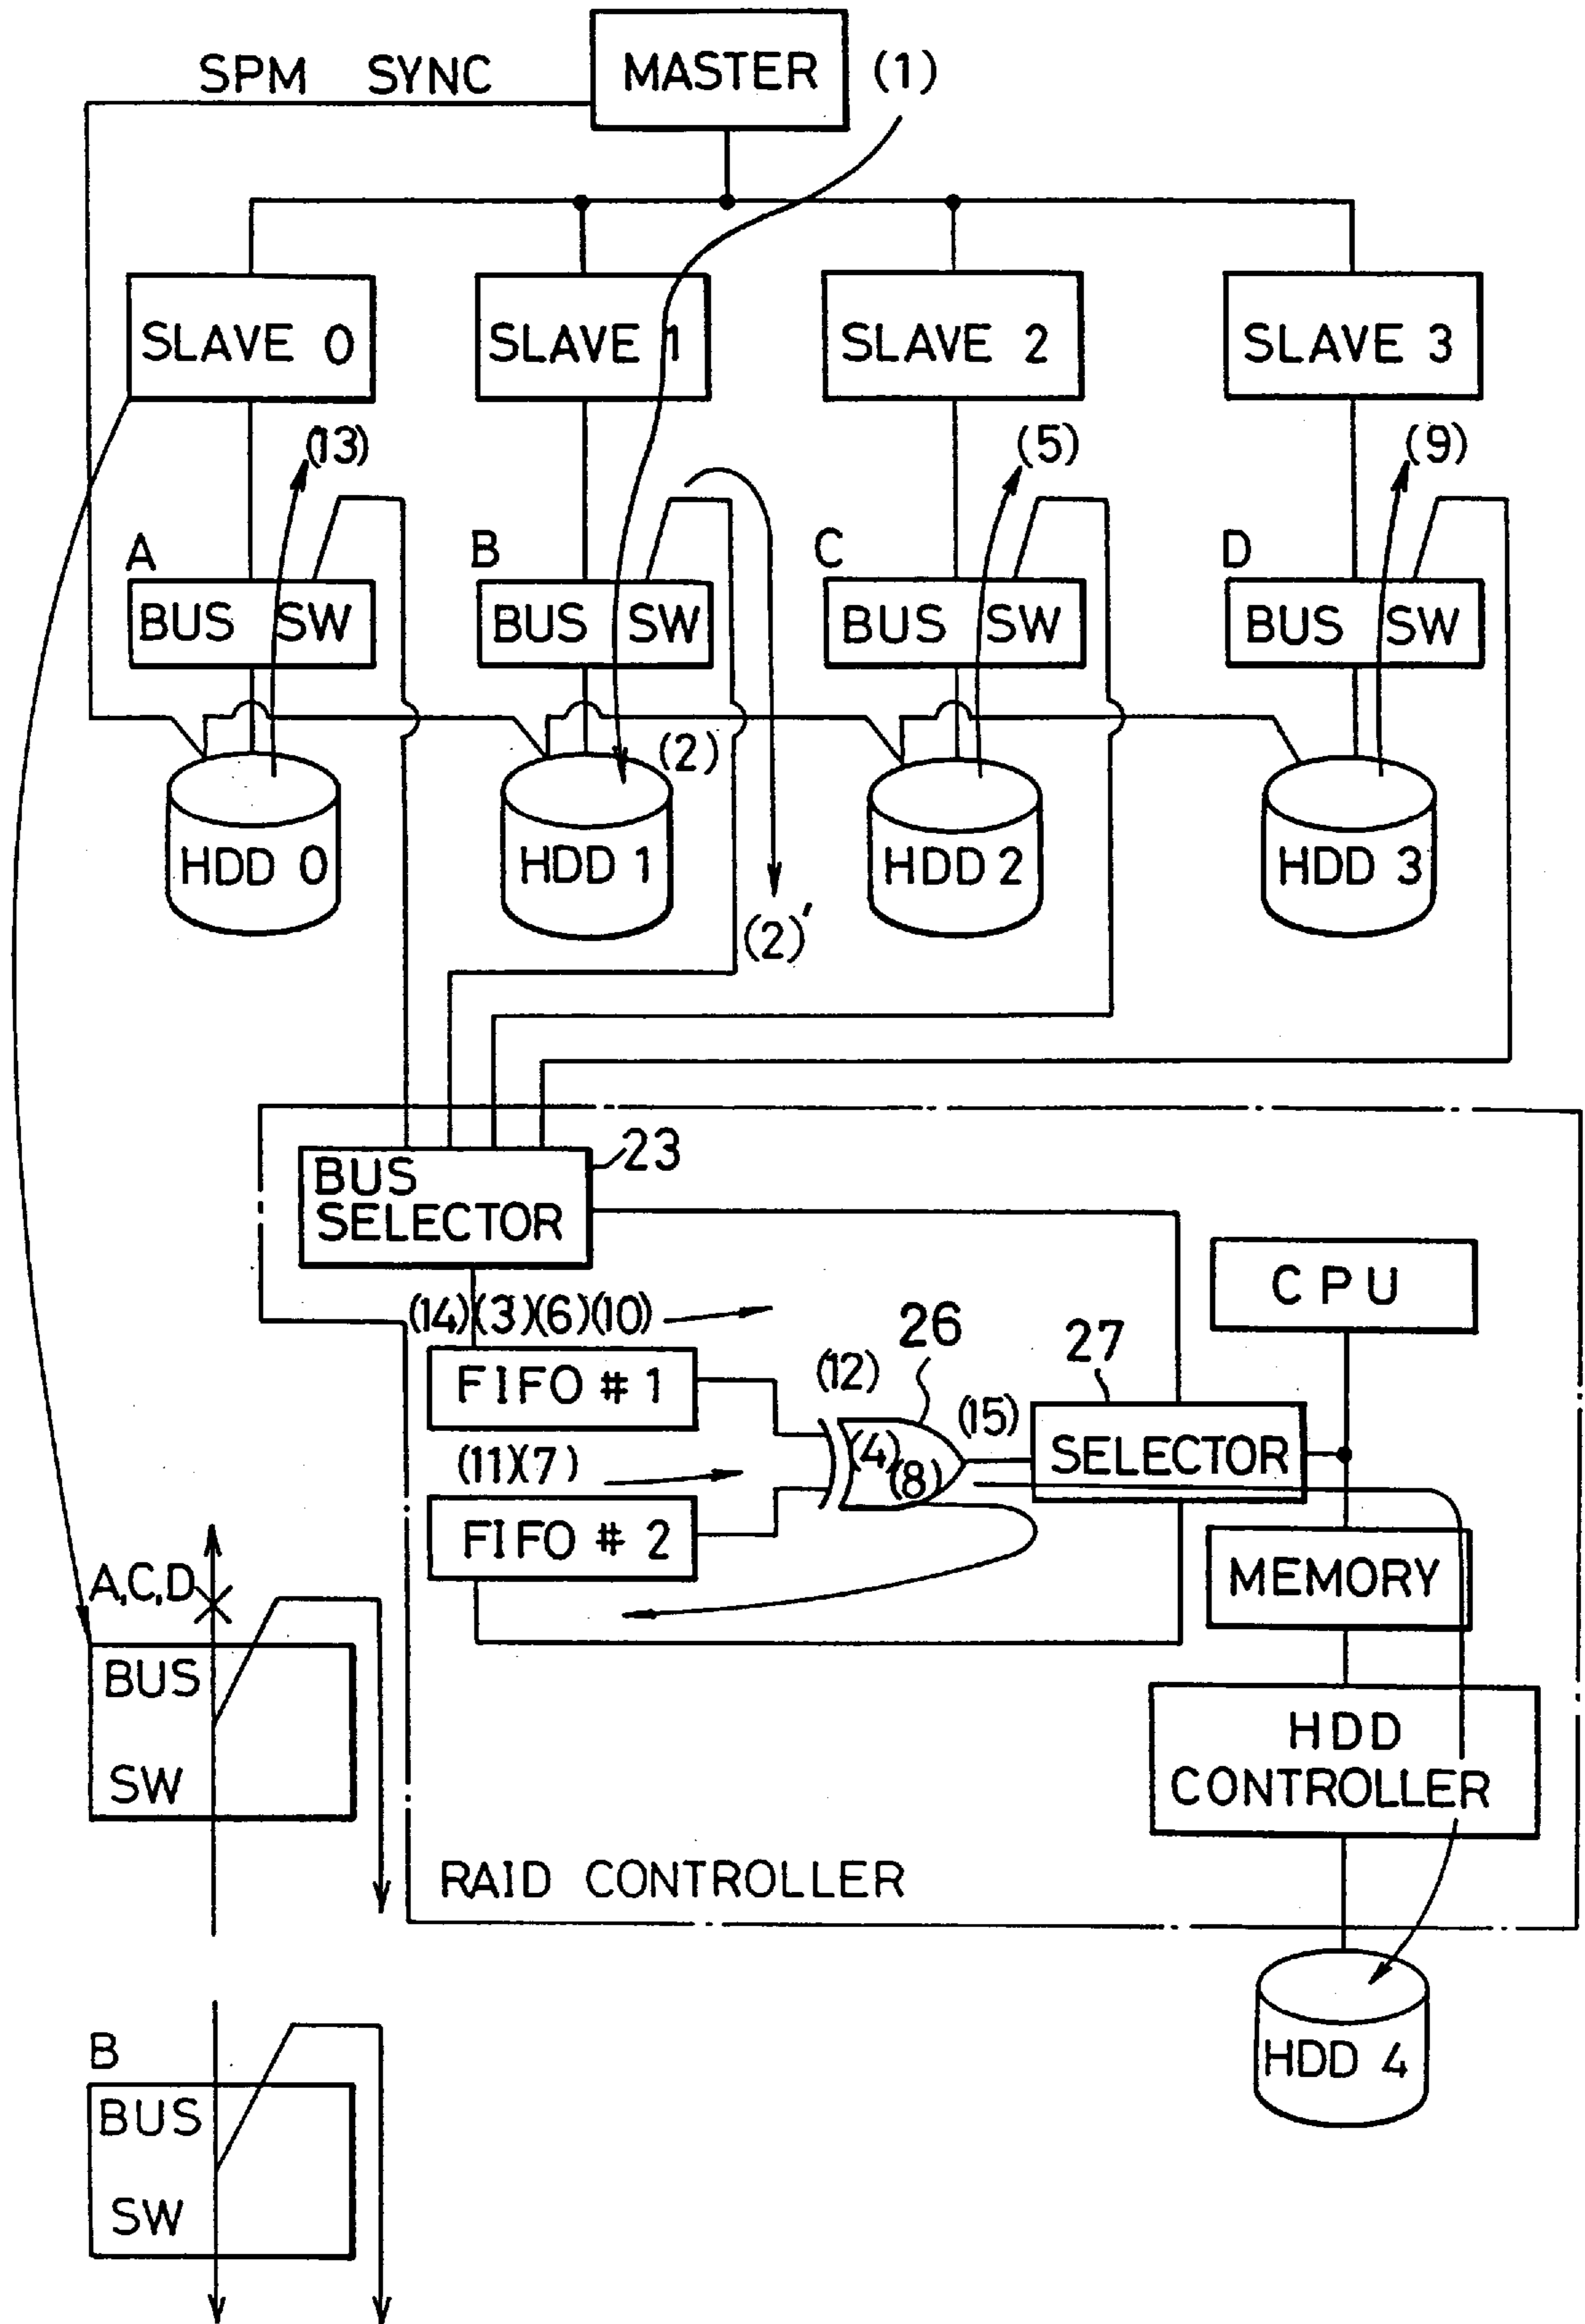 SPM SYNC
MASTER
(1)
SLAVE 0
SLAVE 1
SLAVE 2
SLAVE 3
(13)
(5)
(9)
A
B
C
D
BUS SW
BUS SW
BUS SW
BUS SW
(2)
HDD 0
HDD 1
HDD 2
HDD 3
(2)'
23
BUS
SELECTOR
CPU
(14)(3)(6)(10)
26
27
FIFO # 1
(12)
(15)
(4)
SELECTOR
(11)(7)
(8)
FIFO # 2
A,C,D
MEMORY
BUS
SW
HDD
CONTROLLER
RAID CONTROLLER
HDD 4
B
BUS
SW